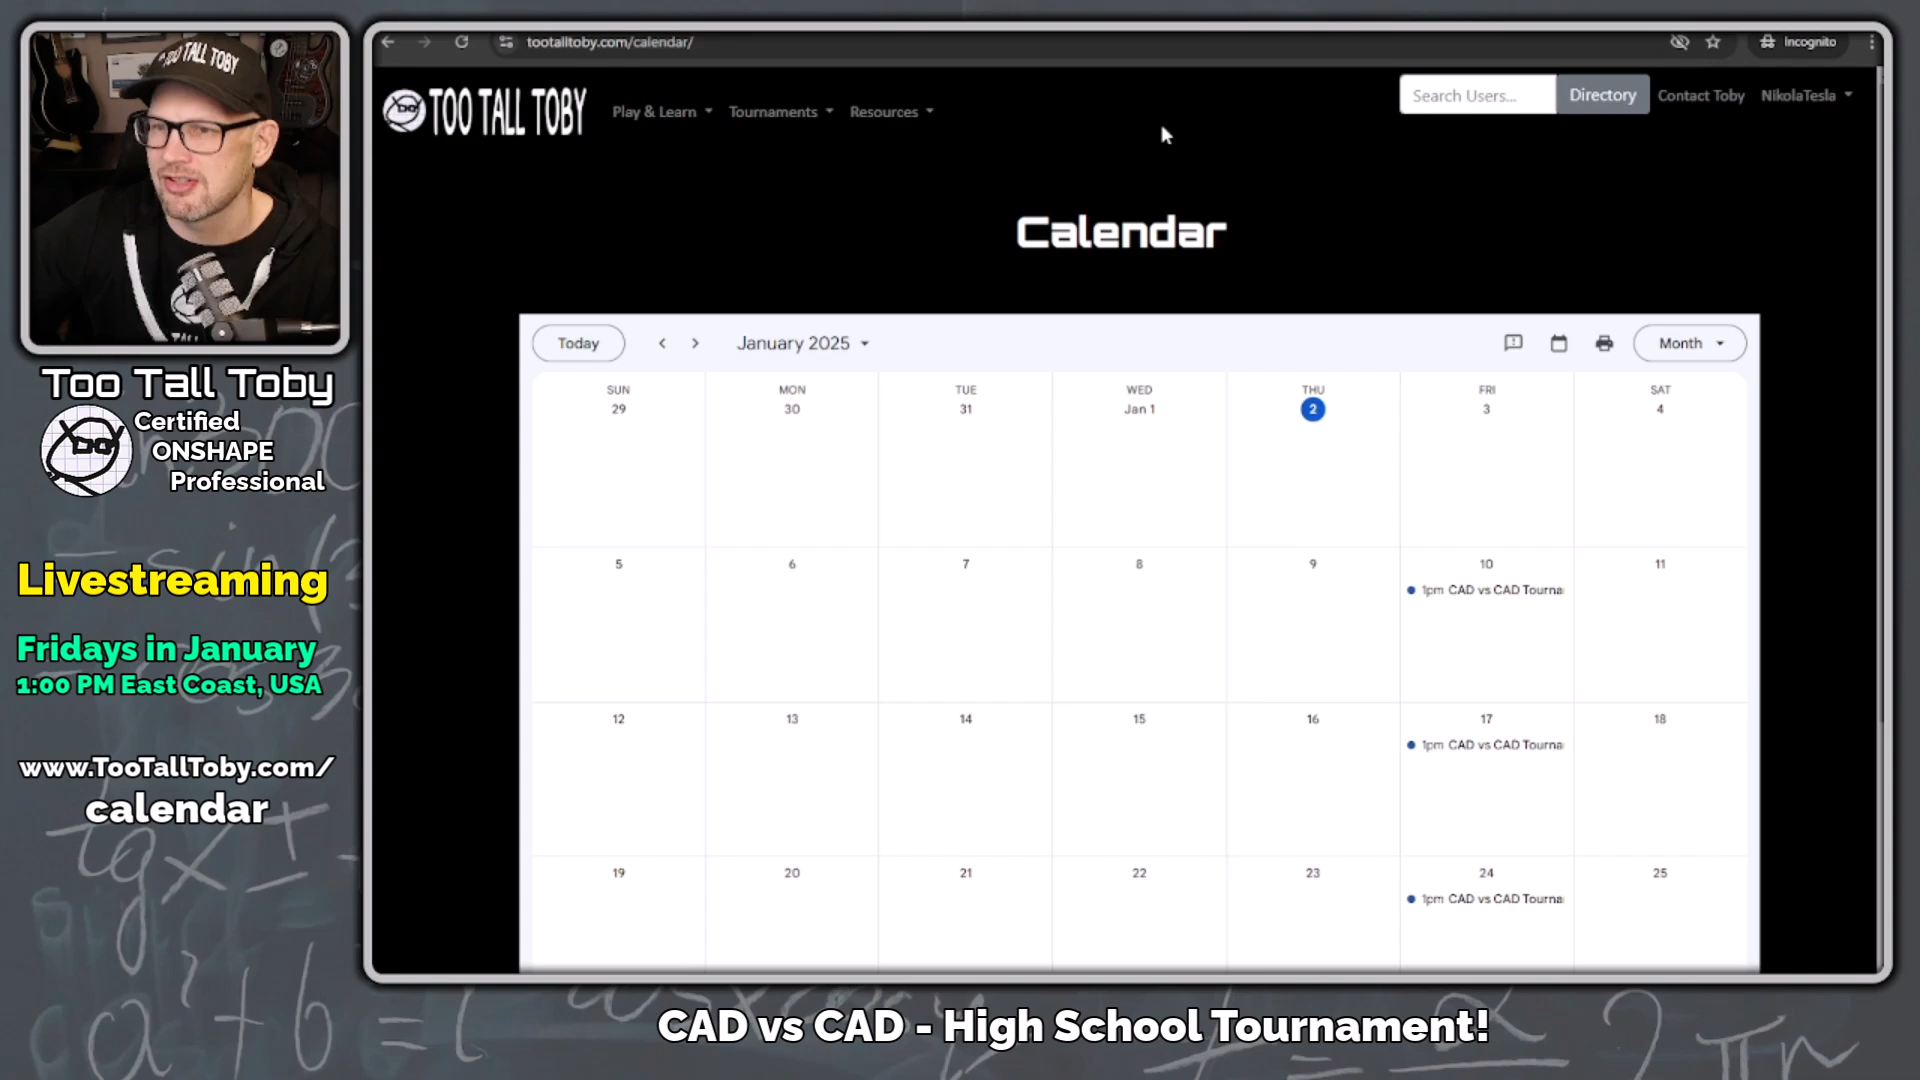 TOO TALL TOBY
Too Tall Toby
Certified
ONSHAPE
Professional
Livestreaming
Fridays in January
1:00 PM East Coast, USA
www.TooTallToby.com/
calendar
tootalltoby.com/calendar/
Incognito
TOO TALL TOBY
Play & Learn
Tournaments
Resources
Search Users...
Directory
Contact Toby
NikolaTesla
Calendar
Today
January 2025
Month
SUN MON TUE WED THU FRI SAT
29 30 31 Jan 1 2 3 4
5 6 7 8 9 10 11
1pm CAD vs CAD Tourna
12 13 14 15 16 17 18
1pm CAD vs CAD Tourna
19 20 21 22 23 24 25
1pm CAD vs CAD Tourna
CAD vs CAD - High School Tournament!